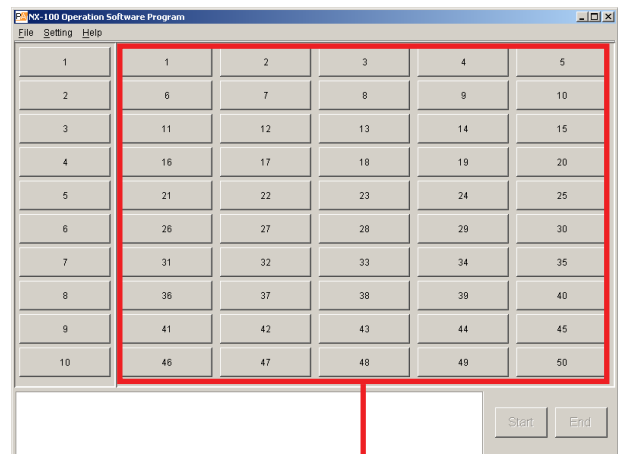 NX-100 Operation Software Program
File Setting Help
1 1 2 3 4 5
2 6 7 8 9 10
3 11 12 13 14 15
4 16 17 18 19 20
5 21 22 23 24 25
6 26 27 28 29 30
7 31 32 33 34 35
8 36 37 38 39 40
9 41 42 43 44 45
10 46 47 48 49 50
Start End